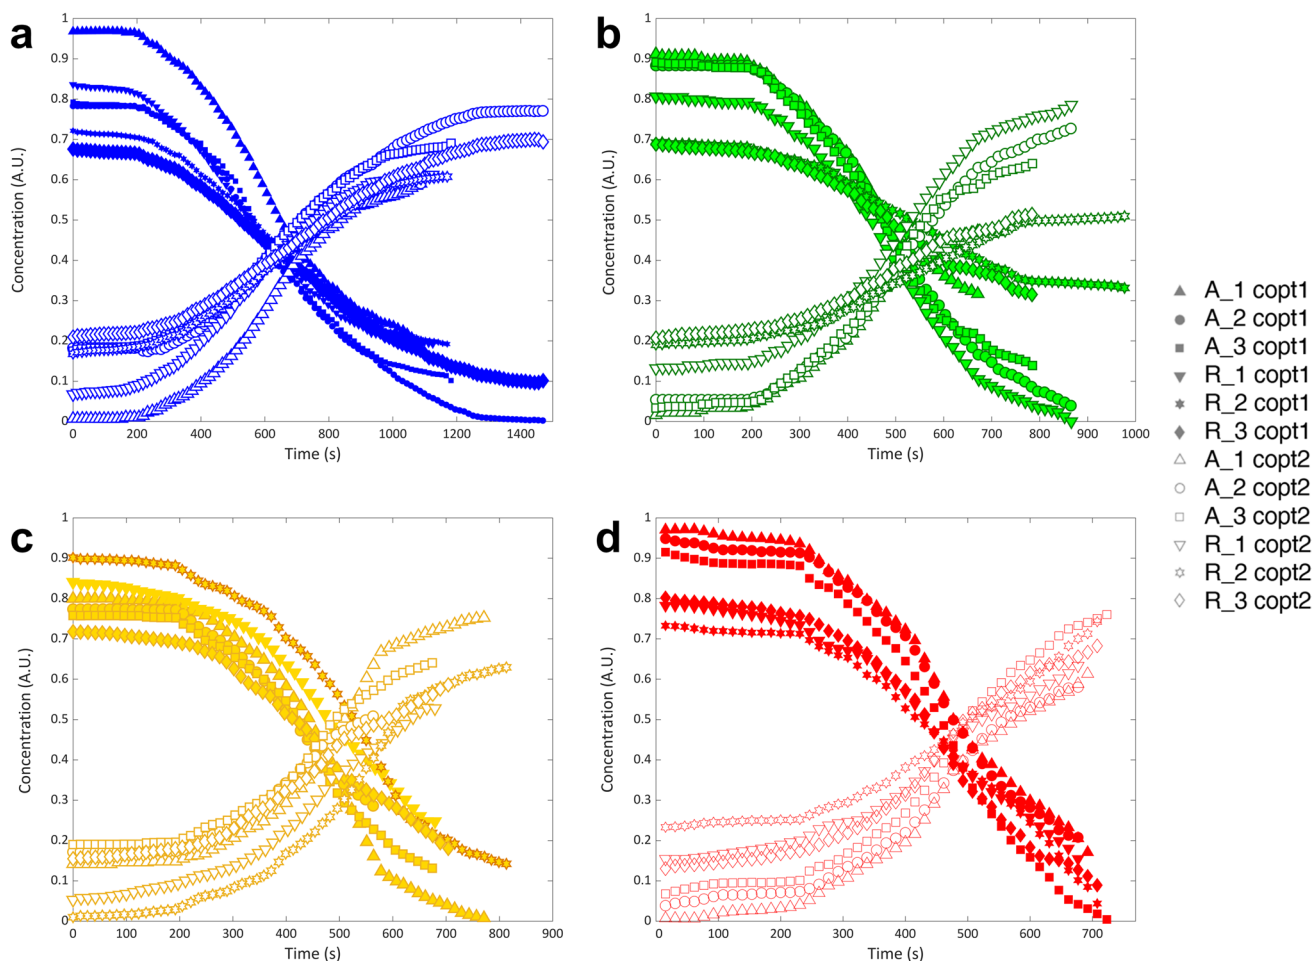 a
1
0.9
0.8
0.7
0.6
0.5
0.4
0.3
0.2
0.1
0
0 200 400 600 800 1000 1200 1400
Concentration (A.U.)
Time (s)
b
1
0.9
0.8
0.7
0.6
0.5
0.4
0.3
0.2
0.1
0
0 100 200 300 400 500 600 700 800 900 1000
Concentration (A.U.)
Time (s)
c
1
0.9
0.8
0.7
0.6
0.5
0.4
0.3
0.2
0.1
0
0 100 200 300 400 500 600 700 800 900
Concentration (A.U.)
Time (s)
d
1
0.9
0.8
0.7
0.6
0.5
0.4
0.3
0.2
0.1
0
0 100 200 300 400 500 600 700
Concentration (A.U.)
Time (s)
A_1 copt1
A_2 copt1
A_3 copt1
R_1 copt1
R_2 copt1
R_3 copt1
A_1 copt2
A_2 copt2
A_3 copt2
R_1 copt2
R_2 copt2
R_3 copt2